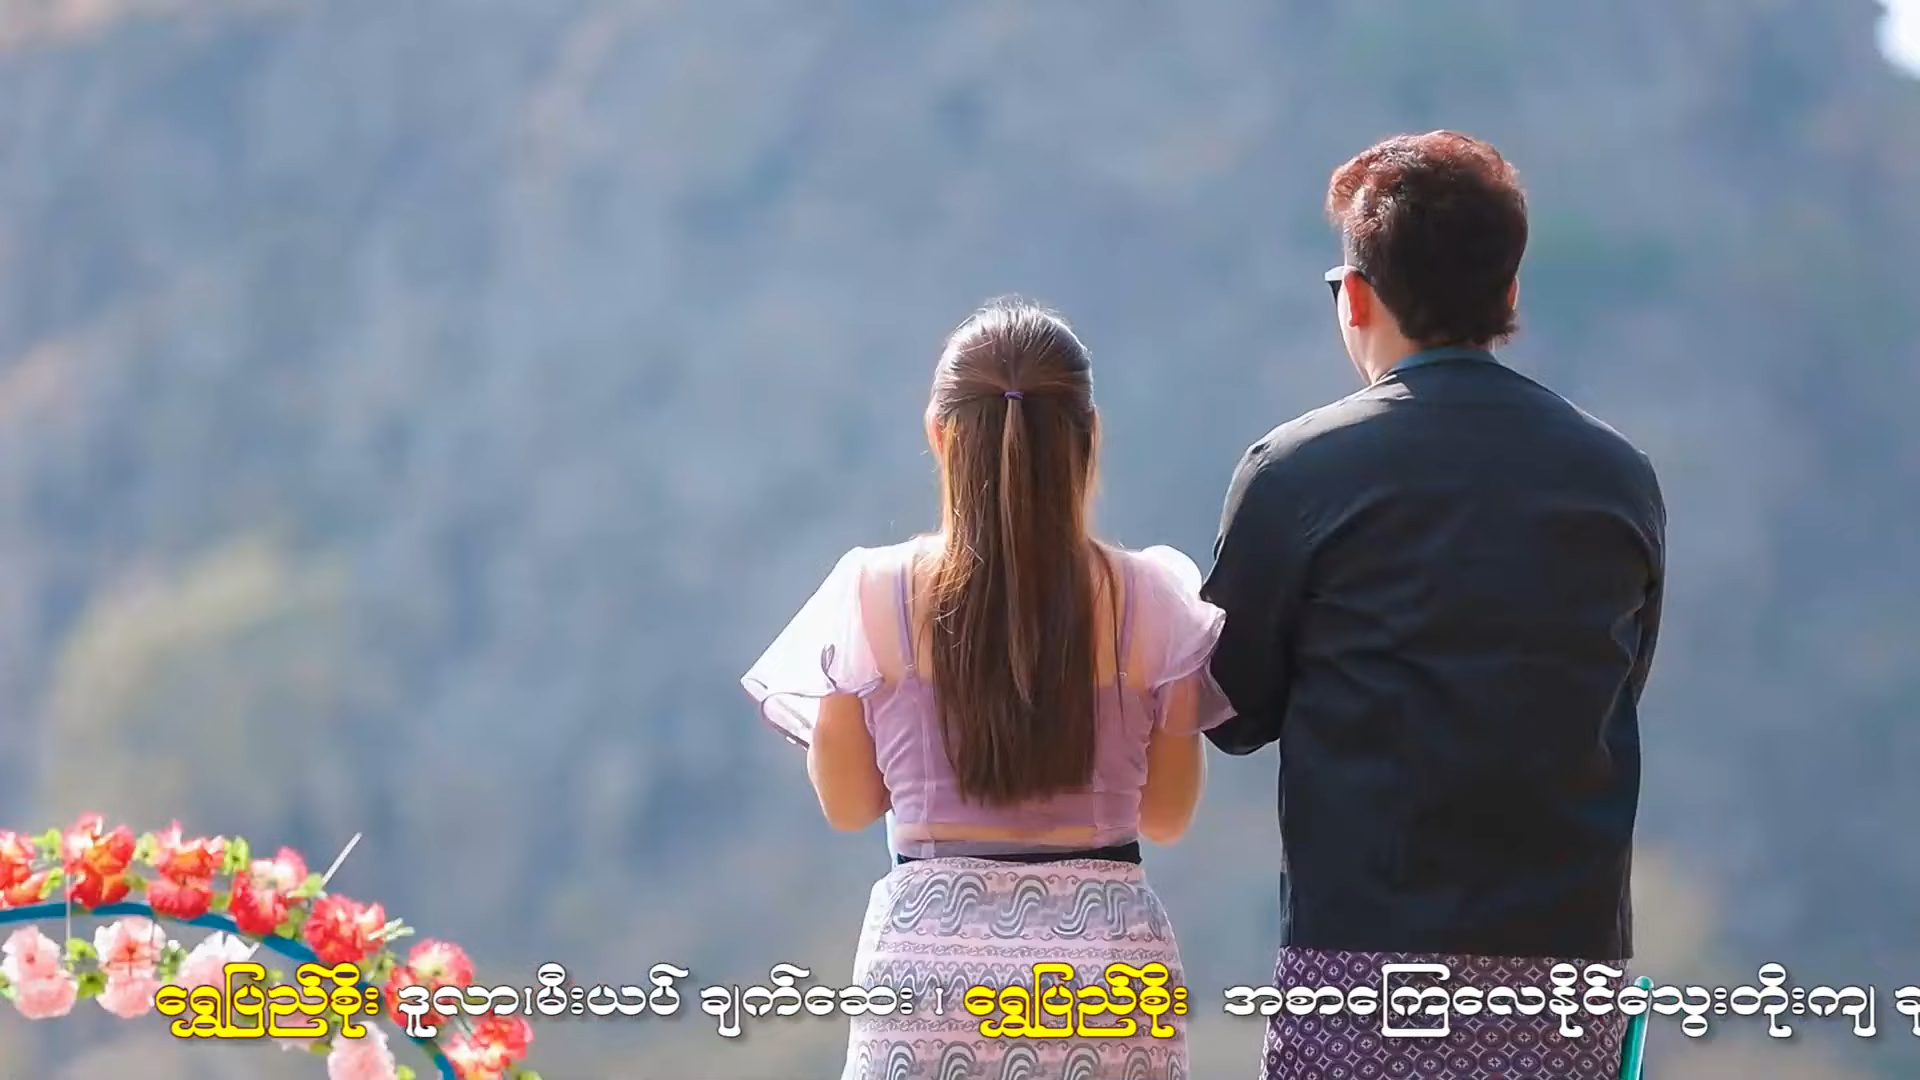 ရွှေပြည်စိုး ဒူလာ၊မီးယပ် ချက်ဆေး ၊ ရွှေပြည်စိုး အစာကြေလေနိုင်သွေးတိုးကျ